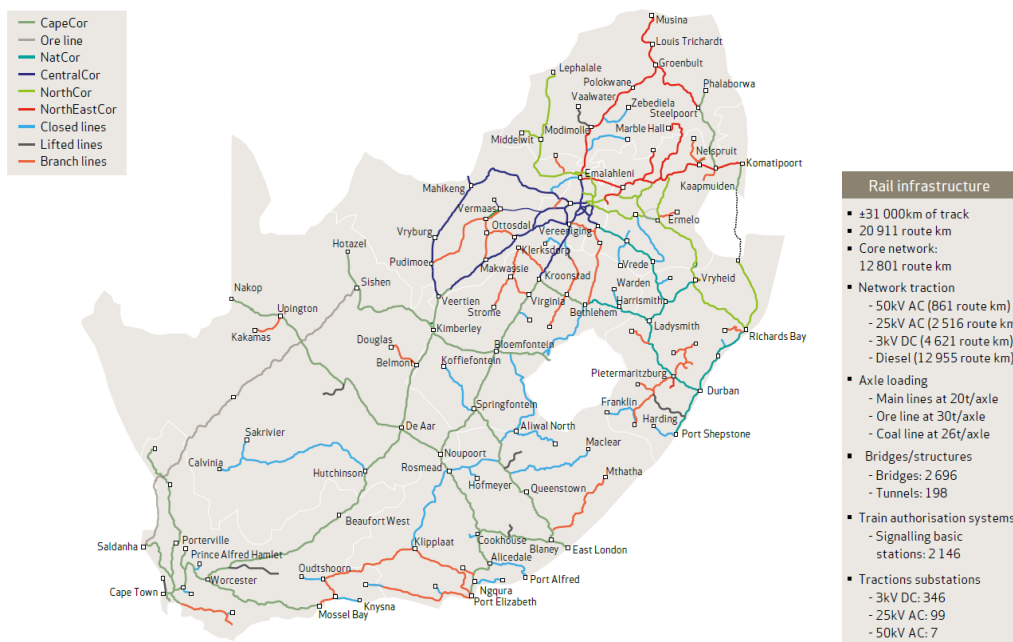 CapeCor
Ore line
NatCor
CentralCor
NorthCor
NorthEastCor
Closed lines
Lifted lines
Branch lines
Musina
Louis Trichardt
Groenbult
Lephalale
Polokwane
Phalaborwa
Vaalwater
Zebediela
Steelpoort
Modimolle
Marble Hall
Middelwit
Nelspruit
Komatipoort
Emalahleni
Kaapmuiden
Mahikeng
Vermaas
Ermelo
Ottosdal
Vereeniging
Vryburg
Hotazel
Klerksdorp
Pudimoe
Makwassie
Kroonstad
Vrede
Sishen
Warden
Vryheid
Nakop
Veertien
Virginia
Harrismith
Upington
Strome
Bethlehem
Kimberley
Ladysmith
Kakamas
Douglas
Bloemfontein
Richards Bay
Koffiefontein
Belmont
Pietermaritzburg
Durban
Springfontein
Franklin
Harding
De Aar
Aliwal North
Port Shepstone
Sakrivier
Maclear
Noupoort
Calvinia
Hutchinson
Rosmead
Mthatha
Hofmeyer
Queenstown
Beaufort West
Saldanha
Porterville
Klipplaat
Cookhouse
Prince Alfred Hamlet
Blaney
East London
Alicedale
Worcester
Oudtshoorn
Port Alfred
Cape Town
Ngqura
Knysna
Port Elizabeth
Mossel Bay
Rail infrastructure
▪ ±31 000km of track
▪ 20 911 route km
▪ Core network:
12 801 route km
▪ Network traction
- 50kV AC (861 route km)
- 25kV AC (2 516 route km
- 3kV DC (4 621 route km)
- Diesel (12 955 route km)
▪ Axle loading
- Main lines at 20t/axle
- Ore line at 30t/axle
- Coal line at 26t/axle
▪ Bridges/structures
- Bridges: 2 696
- Tunnels: 198
▪ Train authorisation systems
- Signalling basic
stations: 2 146
▪ Tractions substations
- 3kV DC: 346
- 25kV AC: 99
- 50kV AC: 7